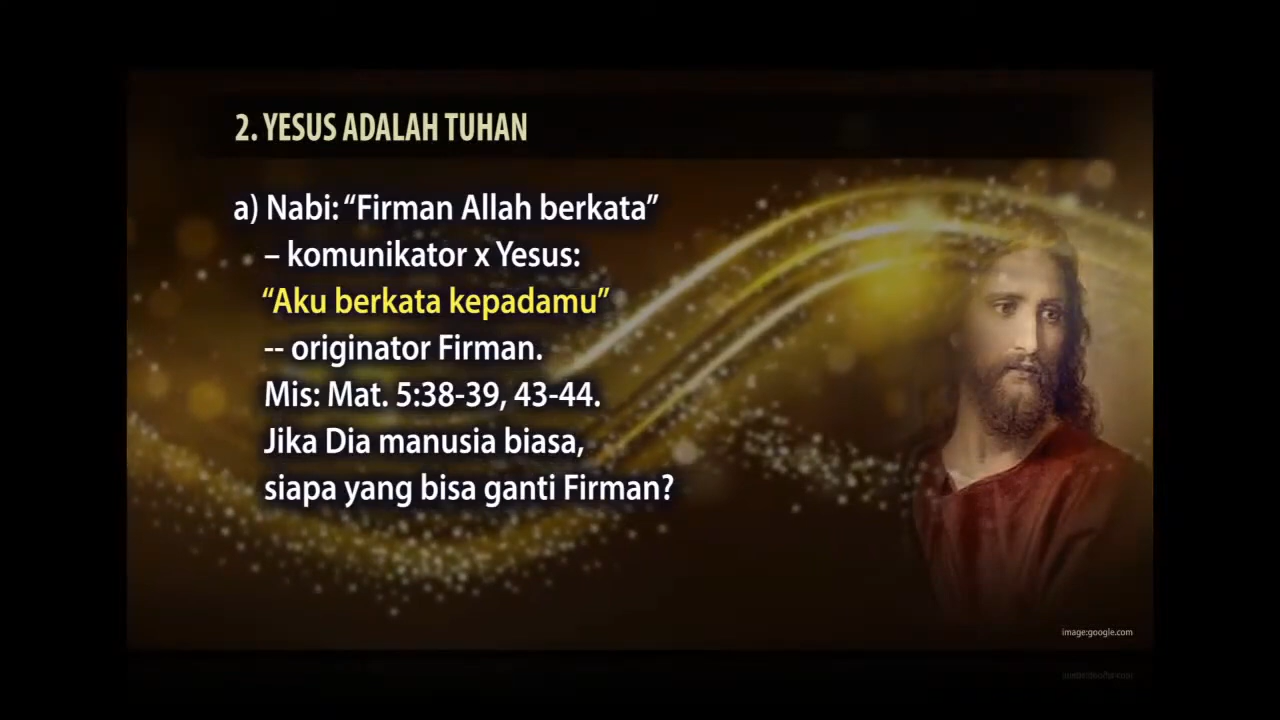 2. YESUS ADALAH TUHAN
a) Nabi: “Firman Allah berkata”
– komunikator x Yesus:
“Aku berkata kepadamu”
-- originator Firman.
Mis: Mat. 5:38-39, 43-44.
Jika Dia manusia biasa,
siapa yang bisa ganti Firman?
image:google.com